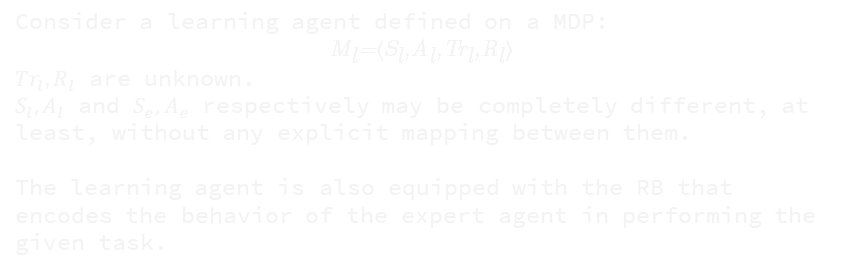 Consider a learning agent defined on a MDP:
M_l=⟨S_l,A_l,Tr_l,R_l⟩
Tr_l,R_l are unknown.
S_l,A_l and S_e,A_e respectively may be completely different, at
least, without any explicit mapping between them.
The learning agent is also equipped with the RB that
encodes the behavior of the expert agent in performing the
given task.